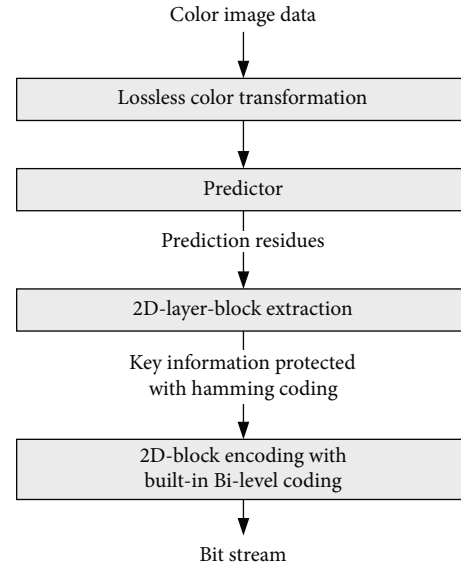 Color image data
Lossless color transformation
Predictor
Prediction residues
2D-layer-block extraction
Key information protected
with hamming coding
2D-block encoding with
built-in Bi-level coding
Bit stream